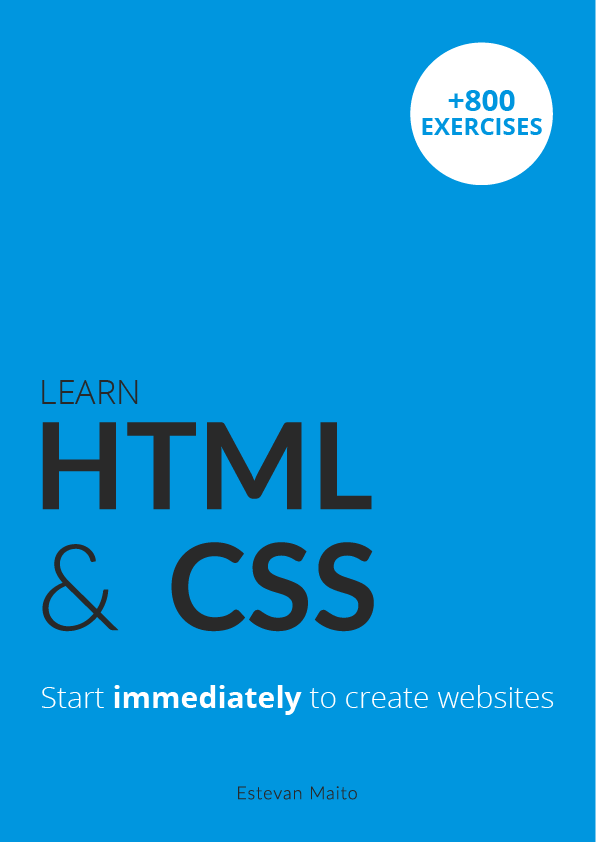 +800
EXERCISES
LEARN
HTML
& CSS
Start immediately to create websites
Estevan Maito